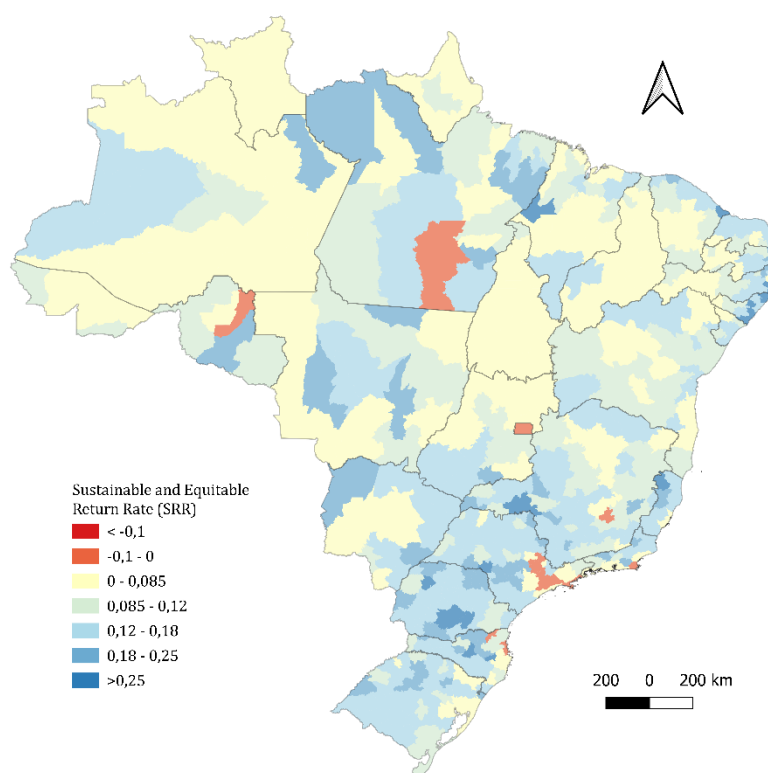 Sustainable and Equitable
Return Rate (SRR)
< -0,1
-0,1 - 0
0 - 0,085
0,085 - 0,12
0,12 - 0,18
0,18 - 0,25
>0,25
200 0 200 km